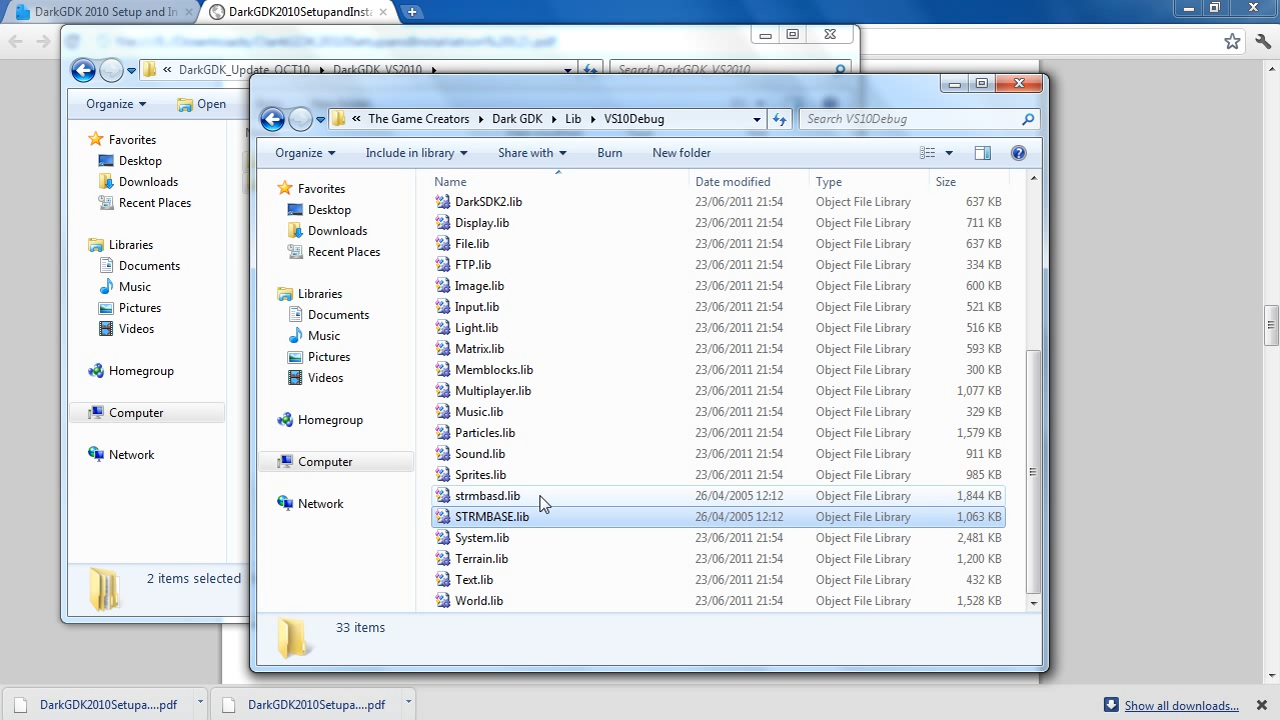 DarkGDK 2010 Setup and In
DarkGDK2010SetupandInsta
« DarkGDK_Update_OCT10 DarkGDK_VS2010
Search DarkGDK_VS2010
Organize Open
Favorites
Desktop
Downloads
Recent Places
Libraries
Documents
Music
Pictures
Videos
Homegroup
Computer
Network
2 items selected
« The Game Creators Dark GDK Lib VS10Debug
Search VS10Debug
Organize Include in library Share with Burn New folder
Favorites
Desktop
Downloads
Recent Places
Libraries
Documents
Music
Pictures
Videos
Homegroup
Computer
Network
Name Date modified Type Size
DarkSDK2.lib 23/06/2011 21:54 Object File Library 637 KB
Display.lib 23/06/2011 21:54 Object File Library 711 KB
File.lib 23/06/2011 21:54 Object File Library 637 KB
FTP.lib 23/06/2011 21:54 Object File Library 334 KB
Image.lib 23/06/2011 21:54 Object File Library 600 KB
Input.lib 23/06/2011 21:54 Object File Library 521 KB
Light.lib 23/06/2011 21:54 Object File Library 516 KB
Matrix.lib 23/06/2011 21:54 Object File Library 593 KB
Memblocks.lib 23/06/2011 21:54 Object File Library 300 KB
Multiplayer.lib 23/06/2011 21:54 Object File Library 1,077 KB
Music.lib 23/06/2011 21:54 Object File Library 329 KB
Particles.lib 23/06/2011 21:54 Object File Library 1,579 KB
Sound.lib 23/06/2011 21:54 Object File Library 911 KB
Sprites.lib 23/06/2011 21:54 Object File Library 985 KB
strmbasd.lib 26/04/2005 12:12 Object File Library 1,844 KB
STRMBASE.lib 26/04/2005 12:12 Object File Library 1,063 KB
System.lib 23/06/2011 21:54 Object File Library 2,481 KB
Terrain.lib 23/06/2011 21:54 Object File Library 1,200 KB
Text.lib 23/06/2011 21:54 Object File Library 432 KB
World.lib 23/06/2011 21:54 Object File Library 1,528 KB
33 items
DarkGDK2010Setupa....pdf
DarkGDK2010Setupa....pdf
Show all downloads...